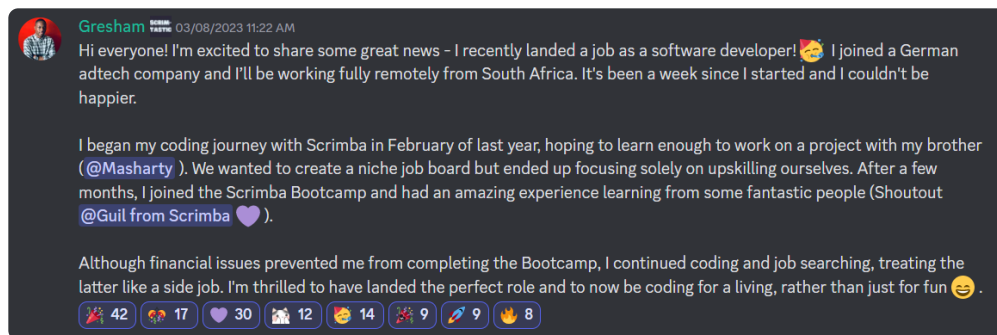 Gresham SCRIM-TASTIC 03/08/2023 11:22 AM
Hi everyone! I'm excited to share some great news - I recently landed a job as a software developer!🥳 I joined a German
adtech company and I’ll be working fully remotely from South Africa. It's been a week since I started and I couldn't be
happier.
I began my coding journey with Scrimba in February of last year, hoping to learn enough to work on a project with my brother
(@Masharty ). We wanted to create a niche job board but ended up focusing solely on upskilling ourselves. After a few
months, I joined the Scrimba Bootcamp and had an amazing experience learning from some fantastic people (Shoutout
@Guil from Scrimba 💜 ).
Although financial issues prevented me from completing the Bootcamp, I continued coding and job searching, treating the
latter like a side job. I'm thrilled to have landed the perfect role and to now be coding for a living, rather than just for fun 😄 .
42 17 30 12 14 9 9 8